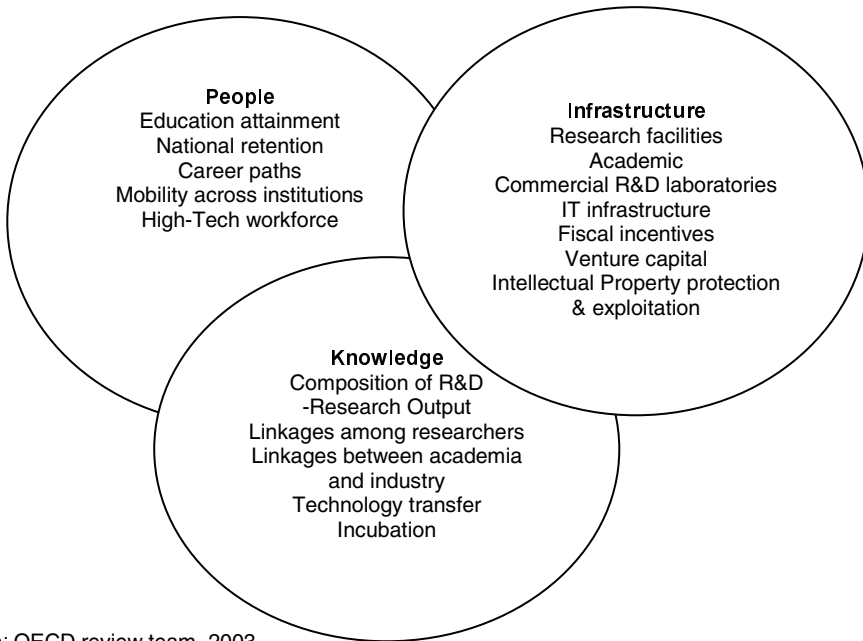 People
Education attainment
National retention
Career paths
Mobility across institutions
High-Tech workforce
Infrastructure
Research facilities
Academic
Commercial R&D laboratories
IT infrastructure
Fiscal incentives
Venture capital
Intellectual Property protection
& exploitation
Knowledge
Composition of R&D
-Research Output
Linkages among researchers
Linkages between academia
and industry
Technology transfer
Incubation
OECD review team, 2003